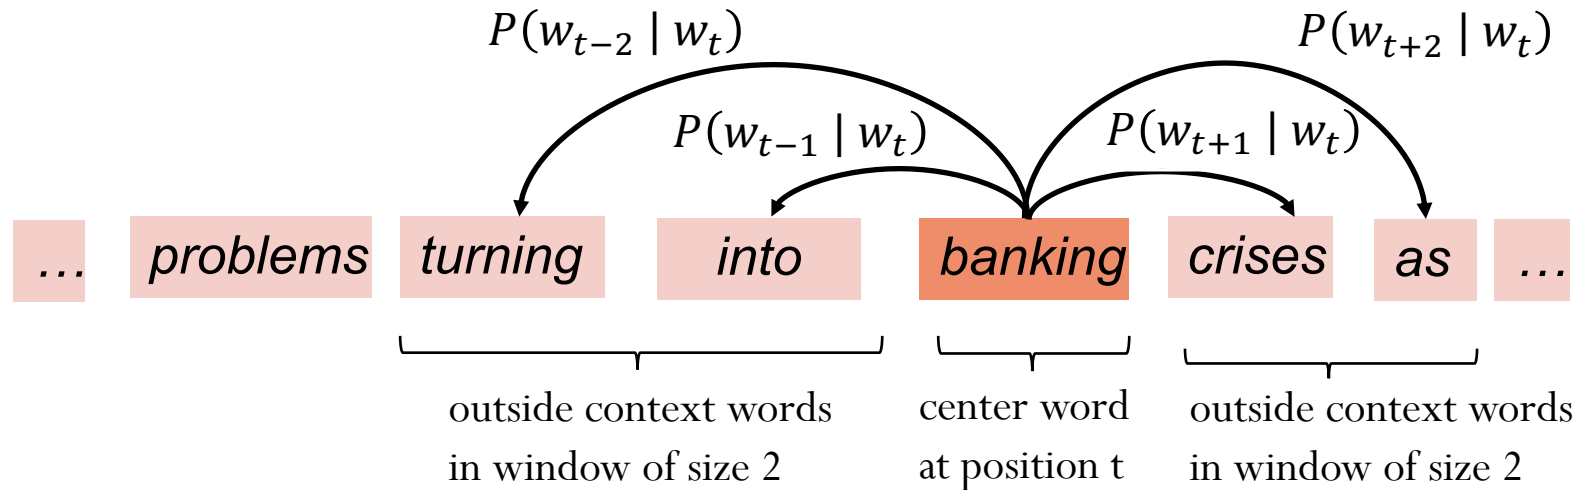 P(w_{t−2} | w_t) P(w_{t+2} | w_t)
P(w_{t−1} | w_t) P(w_{t+1} | w_t)
... problems turning into banking crises as ...
outside context words
in window of size 2
center word
at position t
outside context words
in window of size 2